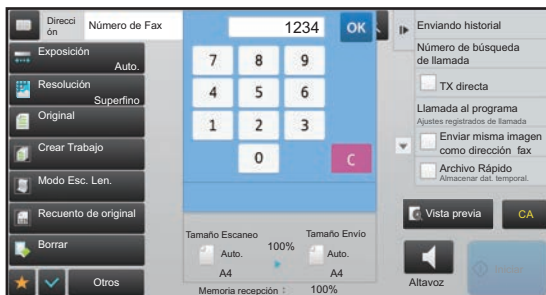 Direcci
ón
Número de Fax
1234
OK
Enviando historial
Exposición
Auto.
Número de búsqueda
de llamada
7 8 9
Resolución
Superfino
TX directa
4 5 6
Original
Llamada al programa
Ajustes registrados de llamada
1 2 3
Crear Trabajo
Enviar misma imagen
como dirección fax
0 C
Modo Esc. Len.
Archivo Rápido
Almacenar dat. temporal.
Recuento de original
Vista previa
CA
Tamaño Escaneo
Tamaño Envio
Borrar
Auto.
100%
Auto.
A4
A4
Otros
Altavoz
Iniciar
Memoria recepción : 100%